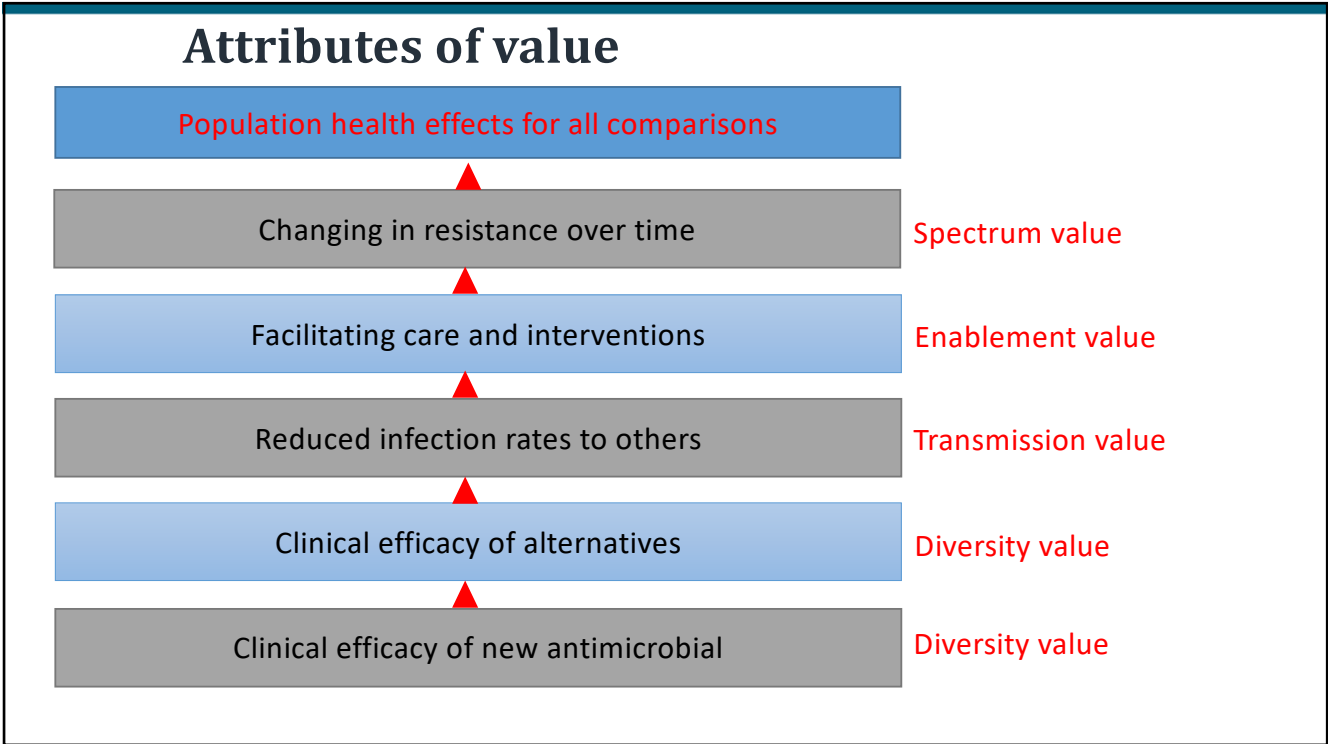 Attributes of value
Population health effects for all comparisons
Changing in resistance over time
Spectrum value
Facilitating care and interventions
Enablement value
Reduced infection rates to others
Transmission value
Clinical efficacy of alternatives
Diversity value
Clinical efficacy of new antimicrobial
Diversity value